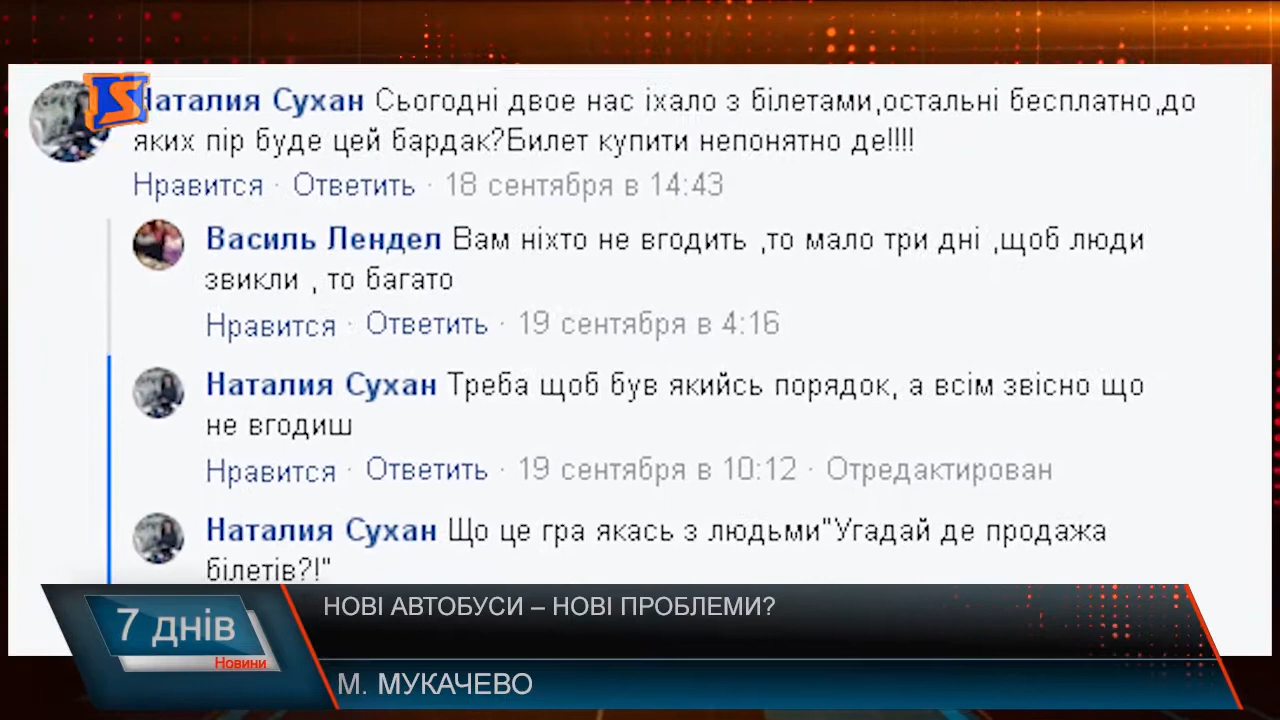 Наталия Сухан Сьогодні двое нас іхало з білетами,остальні бесплатно,до
яких пір буде цей бардак?Билет купити непонятно де!!!!
Нравится · Ответить · 18 сентября в 14:43
Василь Лендел Вам ніхто не вгодить ,то мало три дні ,щоб люди
звикли , то багато
Нравится · Ответить · 19 сентября в 4:16
Наталия Сухан Треба щоб був якийсь порядок, а всім звісно що
не вгодиш
Нравится · Ответить · 19 сентября в 10:12 · Отредактирован
Наталия Сухан Що це гра якась з людьми"Угадай де продажа
білетів?!"
НОВІ АВТОБУСИ – НОВІ ПРОБЛЕМИ?
7 днів
Новини
М. МУКАЧЕВО